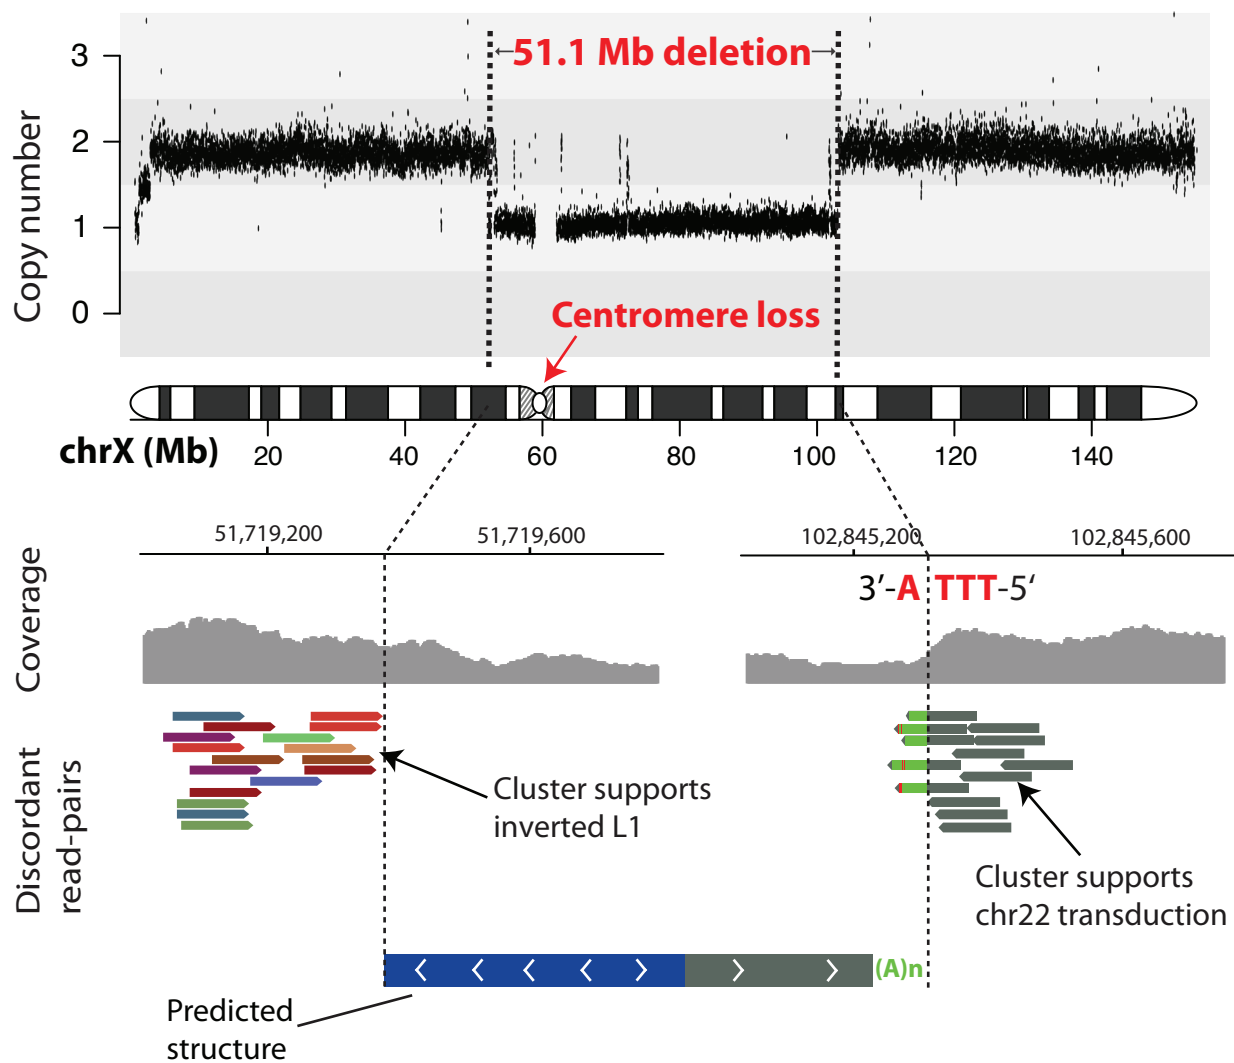 51.1 Mb deletion
Copy number
3
2
1
0
Centromere loss
chrX (Mb)
20
40
60
80
100
120
140
51,719,200
51,719,600
102,845,200
102,845,600
3’-A TTT-5‘
Coverage
Discordant
read-pairs
Cluster supports
inverted L1
Cluster supports
chr22 transduction
(A)n
Predicted
structure